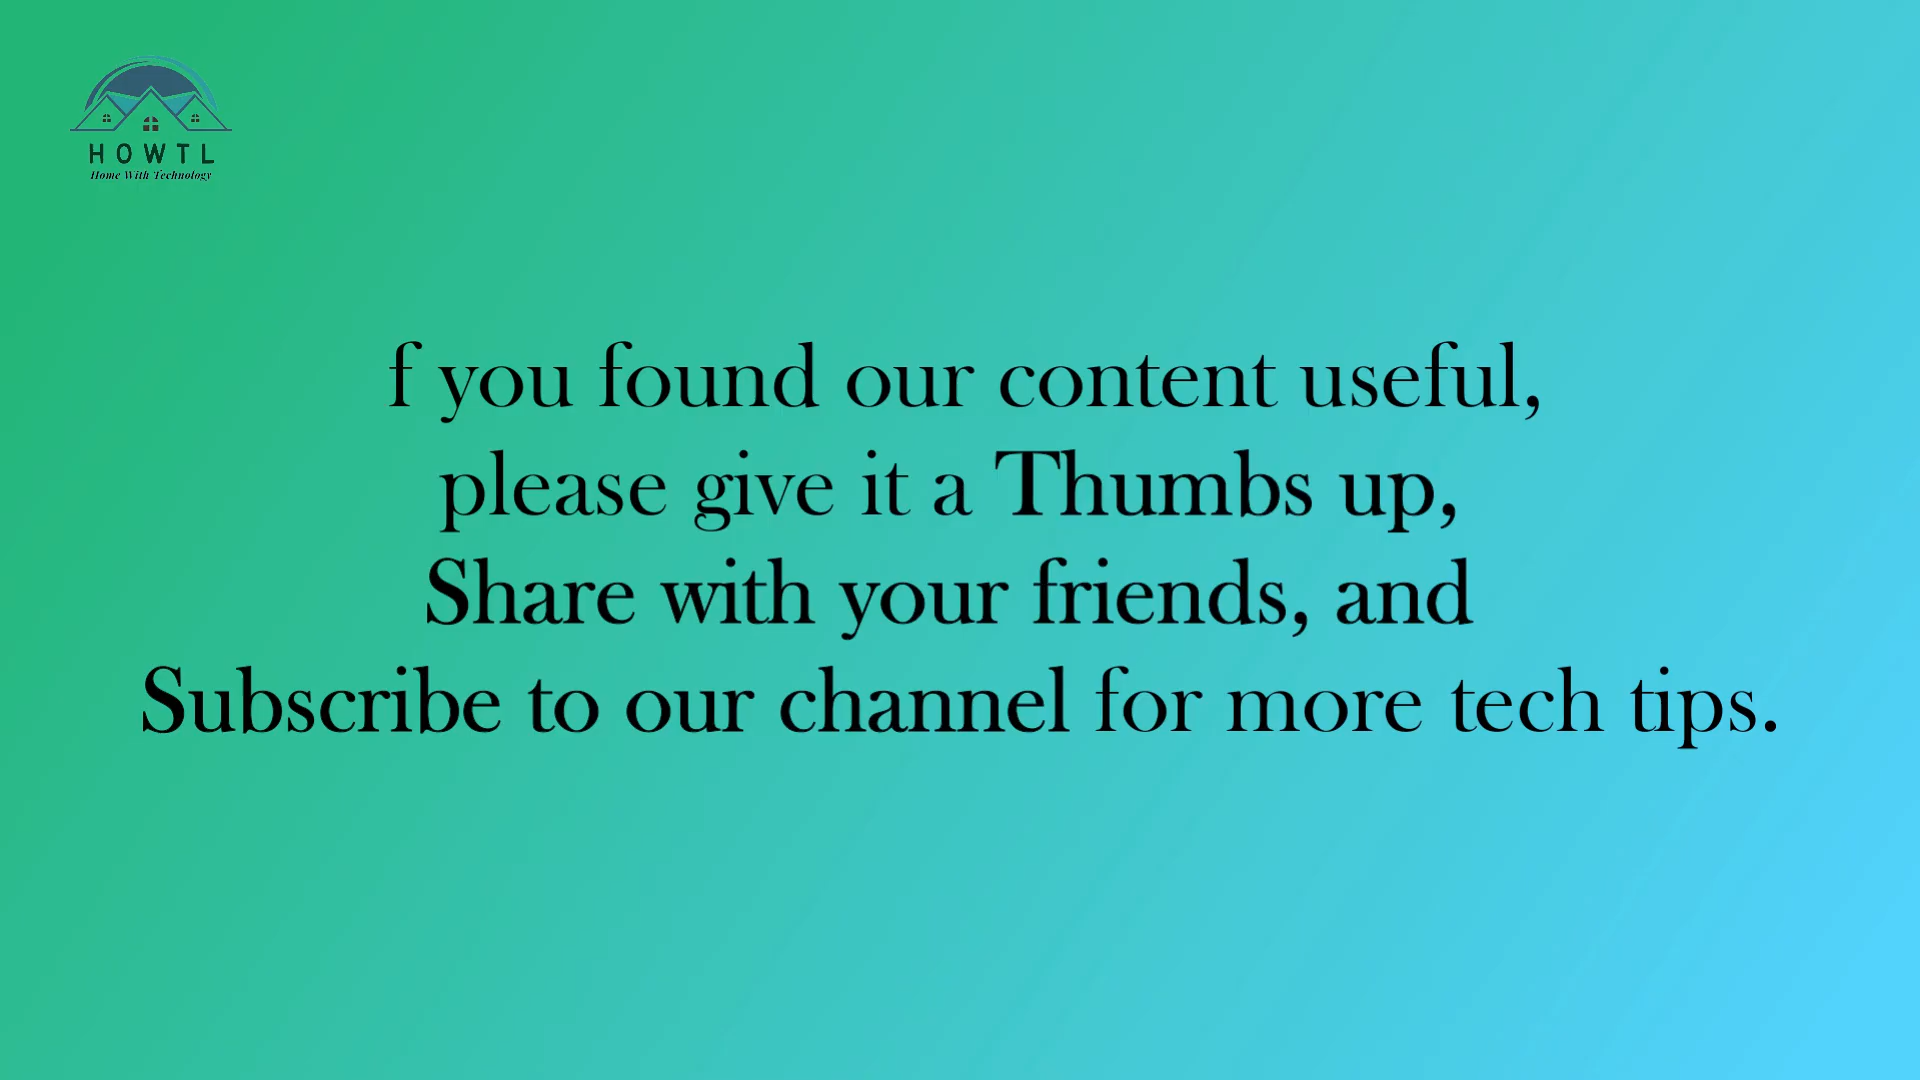 HOWTL
Home With Technology
f you found our content useful,
please give it a Thumbs up,
Share with your friends, and
Subscribe to our channel for more tech tips.